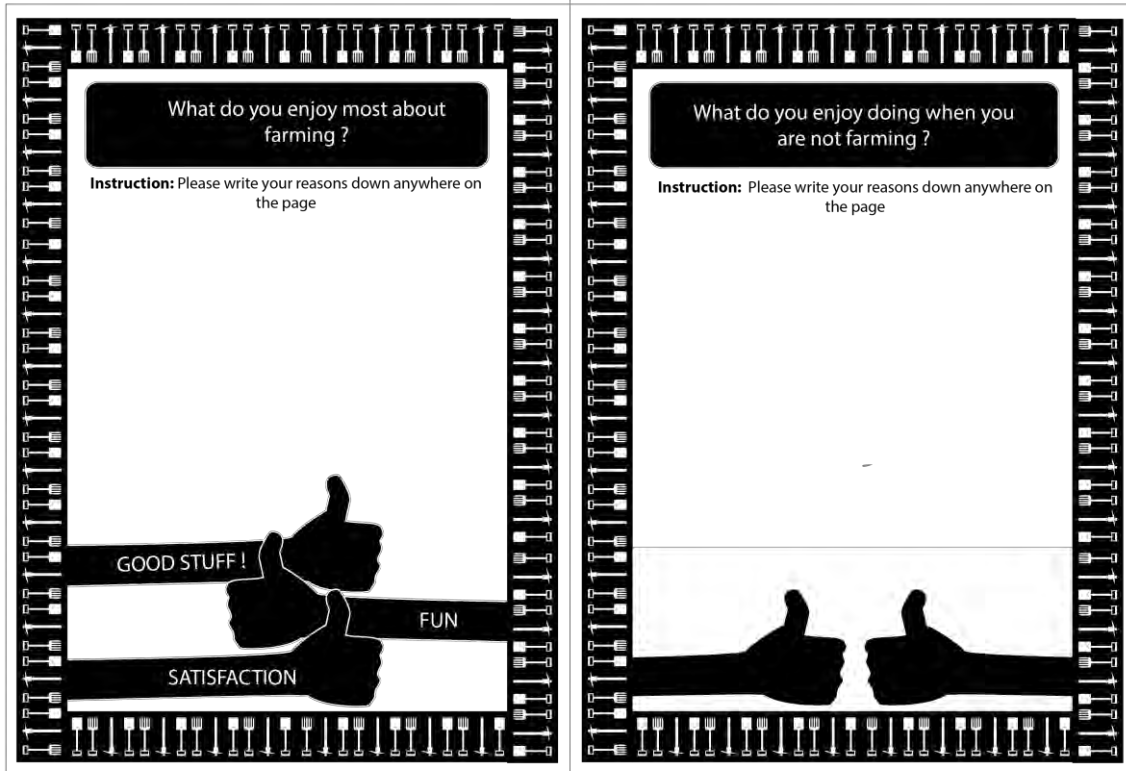 What do you enjoy most about
farming ?
Instruction: Please write your reasons down anywhere on
the page
GOOD STUFF !
FUN
SATISFACTION
What do you enjoy doing when you
are not farming ?
Instruction: Please write your reasons down anywhere on
the page